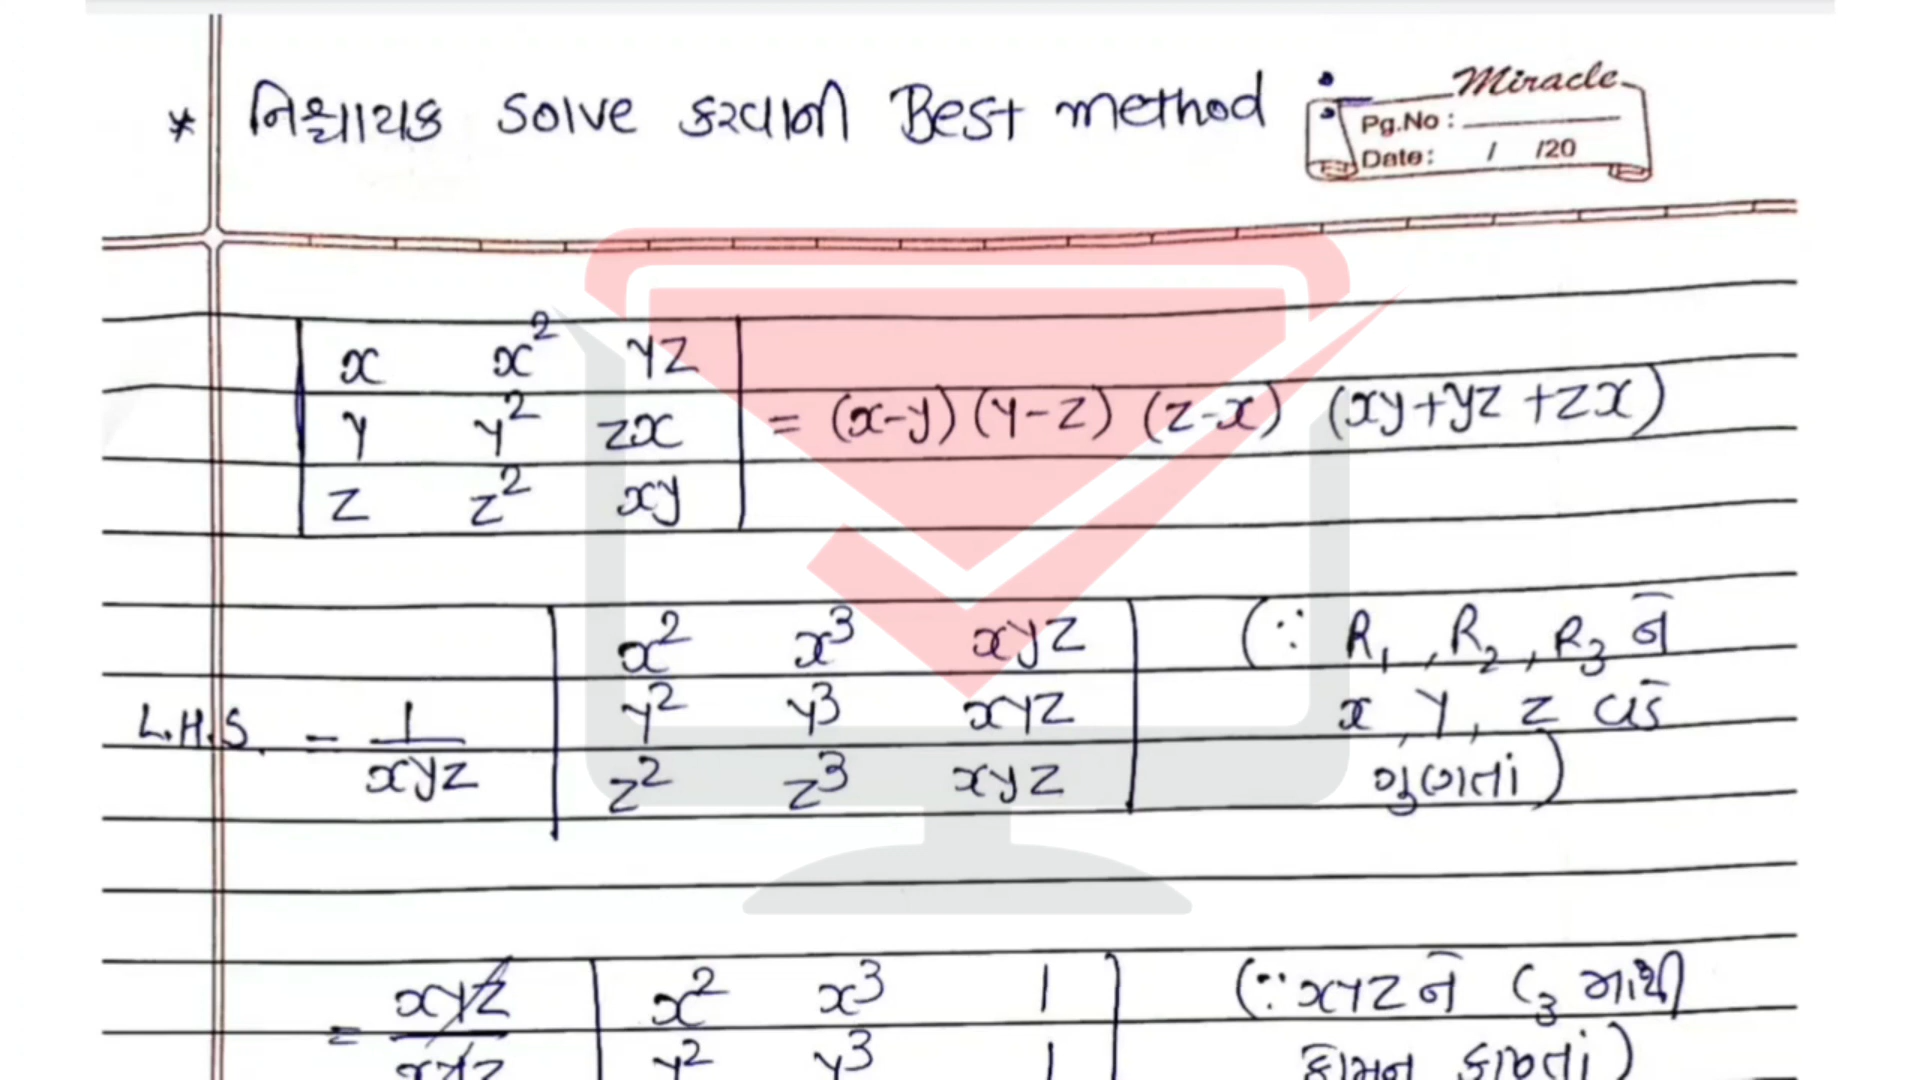 * નિશ્ચાયક solve કરવાની Best method :-
Miracle
Pg.No :
Date: / /20
x x² yz
y y² zx = (x-y) (y-z) (z-x) (xy+yz+zx)
z z² xy
x² x³ xyz (∵ R₁, R₂, R₃ ને
L.H.S. = 1/xyz y² y³ xyz x, y, z વડે
z² z³ xyz ગુણતાં)
= xyz/xyz x² x³ 1 (∵ xyz ને C₃ માંથી
y² y³ 1 કોમન કાઢતાં)